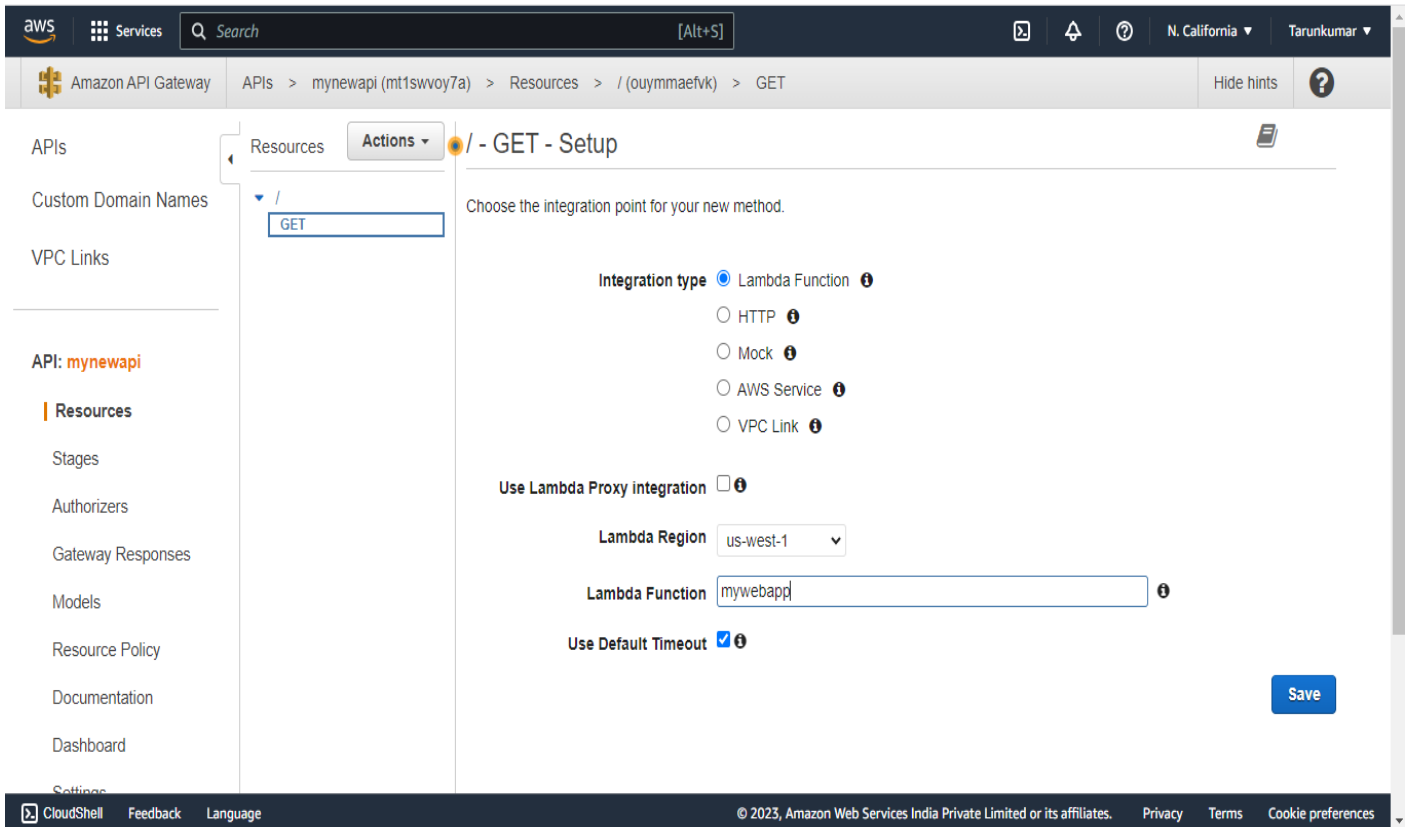 aws Services Search [Alt+S] N. California ▼ Tarunkumar ▼
Amazon API Gateway APIs > mynewapi (mt1swvoy7a) > Resources > / (ouymmaefvk) > GET Hide hints
APIs
Custom Domain Names
VPC Links
API: mynewapi
Resources
Stages
Authorizers
Gateway Responses
Models
Resource Policy
Documentation
Dashboard
Settings
Resources Actions
/
GET
/ - GET - Setup
Choose the integration point for your new method.
Integration type Lambda Function
HTTP
Mock
AWS Service
VPC Link
Use Lambda Proxy integration
Lambda Region us-west-1
Lambda Function mywebapp
Use Default Timeout
Save
CloudShell Feedback Language © 2023, Amazon Web Services India Private Limited or its affiliates. Privacy Terms Cookie preferences